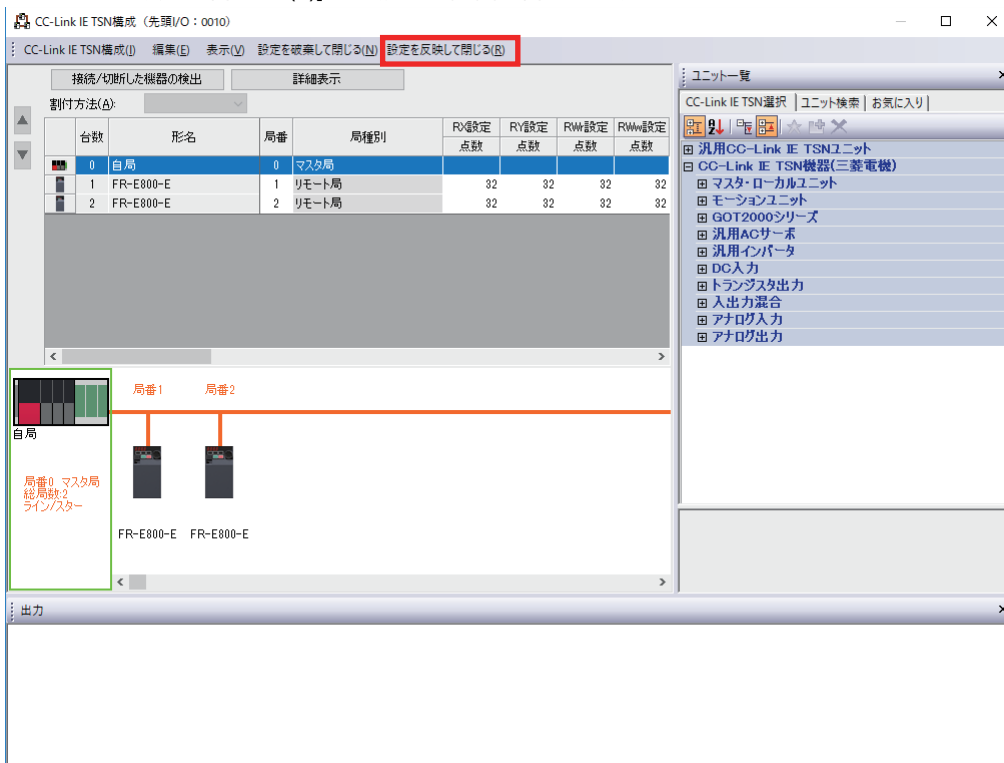 CC-Link IE TSN構成（先頭I/O：0010）
CC-Link IE TSN構成(I) 編集(E) 表示(V) 設定を破棄して閉じる(N) 設定を反映して閉じる(R)
接続/切断した機器の検出 詳細表示
割付方法(A):
台数 形名 局番 局種別 RX設定 RY設定 RWr設定 RWw設定
点数 点数 点数 点数
0 自局 0 マスタ局
1 FR-E800-E 1 リモート局 32 32 32 32
2 FR-E800-E 2 リモート局 32 32 32 32
局番1 局番2
自局
局番0 マスタ局
総局数:2
ライン/スター
FR-E800-E FR-E800-E
ユニット一覧
CC-Link IE TSN選択 ユニット検索 お気に入り
汎用CC-Link IE TSNユニット
CC-Link IE TSN機器(三菱電機)
マスタ・ローカルユニット
モーションユニット
GOT2000シリーズ
汎用ACサーボ
汎用インバータ
DC入力
トランジスタ出力
入出力混合
アナログ入力
アナログ出力
出力